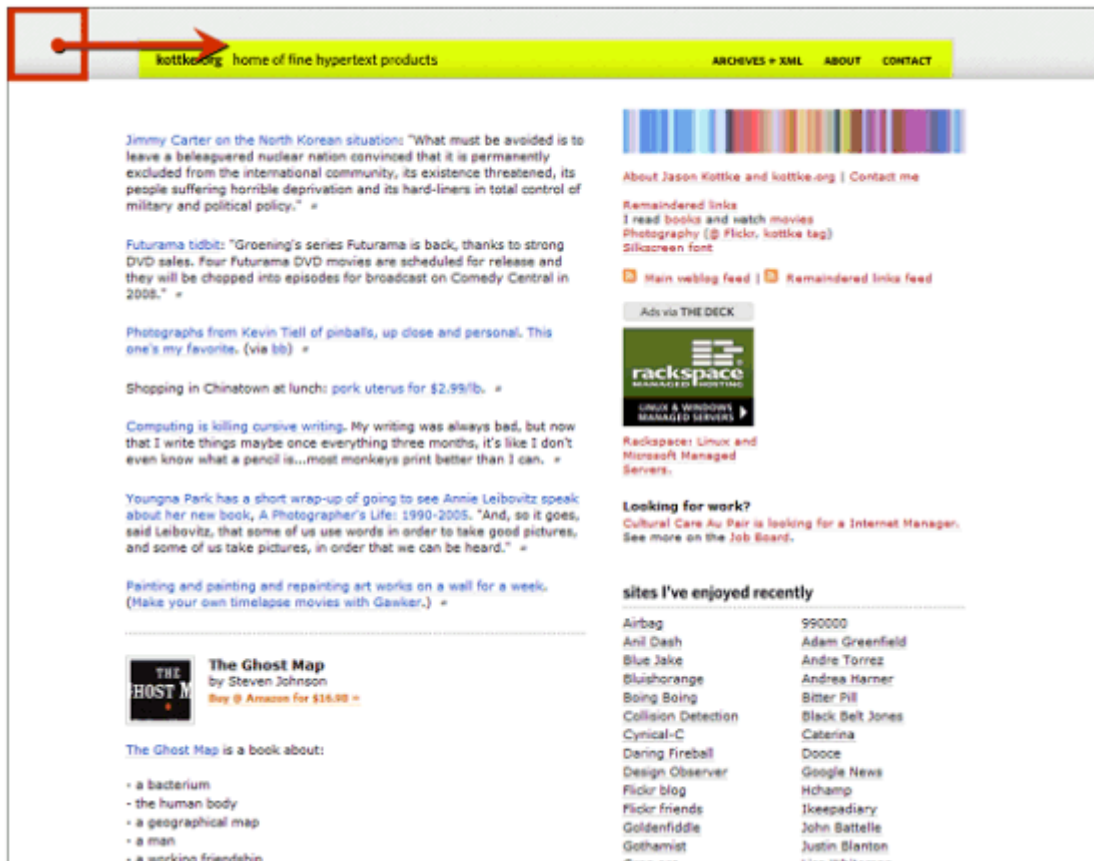 kottke.org home of fine hypertext products
ARCHIVES + XML ABOUT CONTACT
Jimmy Carter on the North Korean situation: "What must be avoided is to
leave a beleaguered nuclear nation convinced that it is permanently
excluded from the international community, its existence threatened, its
people suffering horrible deprivation and its hard-liners in total control of
military and political policy." #
Futurama tidbit: "Groening's series Futurama is back, thanks to strong
DVD sales. Four Futurama DVD movies are scheduled for release and
they will be chopped into episodes for broadcast on Comedy Central in
2008." #
Photographs from Kevin Tiell of pinballs, up close and personal. This
one's my favorite. (via bb) #
Shopping in Chinatown at lunch: pork uterus for $2.99/lb. #
Computing is killing cursive writing. My writing was always bad, but now
that I write things maybe once everything three months, it's like I don't
even know what a pencil is...most monkeys print better than I can. #
Youngna Park has a short wrap-up of going to see Annie Leibovitz speak
about her new book, A Photographer's Life: 1990-2005. "And, so it goes,
said Leibovitz, that some of us use words in order to take good pictures,
and some of us take pictures, in order that we can be heard." #
Painting and painting and repainting art works on a wall for a week.
(Make your own timelapse movies with Gawker.) #
THE
HOST M
The Ghost Map
by Steven Johnson
Buy @ Amazon for $16.98 »
The Ghost Map is a book about:
- a bacterium
- the human body
- a geographical map
- a man
- a working friendship
About Jason Kottke and kottke.org | Contact me
Remaindered links
I read books and watch movies
Photography (@ Flickr, kottke tag)
Silkscreen font
Main weblog feed | Remaindered links feed
Ads via THE DECK
rackspace
MANAGED HOSTING
LINUX & WINDOWS
MANAGED SERVERS
Rackspace: Linux and
Microsoft Managed
Servers.
Looking for work?
Cultural Care Au Pair is looking for a Internet Manager.
See more on the Job Board.
sites I've enjoyed recently
Airbag 990000
Anil Dash Adam Greenfield
Blue Jake Andre Torrez
Bluishorange Andrea Harner
Boing Boing Bitter Pill
Collision Detection Black Belt Jones
Cynical-C Caterina
Daring Fireball Dooce
Design Observer Google News
Flickr blog Hchamp
Flickr friends Ikeepadiary
Goldenfiddle John Battelle
Gothamist Justin Blanton